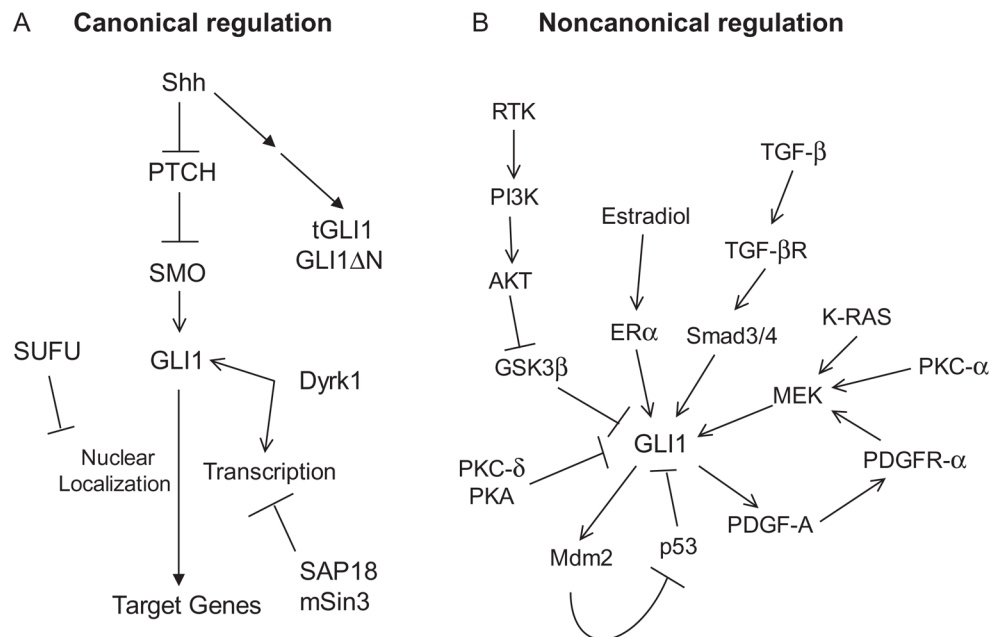 A Canonical regulation
Shh
PTCH
tGLI1
GLI1ΔN
SMO
SUFU
GLI1
Dyrk1
Nuclear
Localization
Transcription
SAP18
mSin3
Target Genes
B Noncanonical regulation
RTK
TGF-β
PI3K
Estradiol
TGF-βR
AKT
K-RAS
ERα
Smad3/4
GSK3β
PKC-α
MEK
GLI1
PKC-δ
PKA
PDGFR-α
PDGF-A
Mdm2
p53